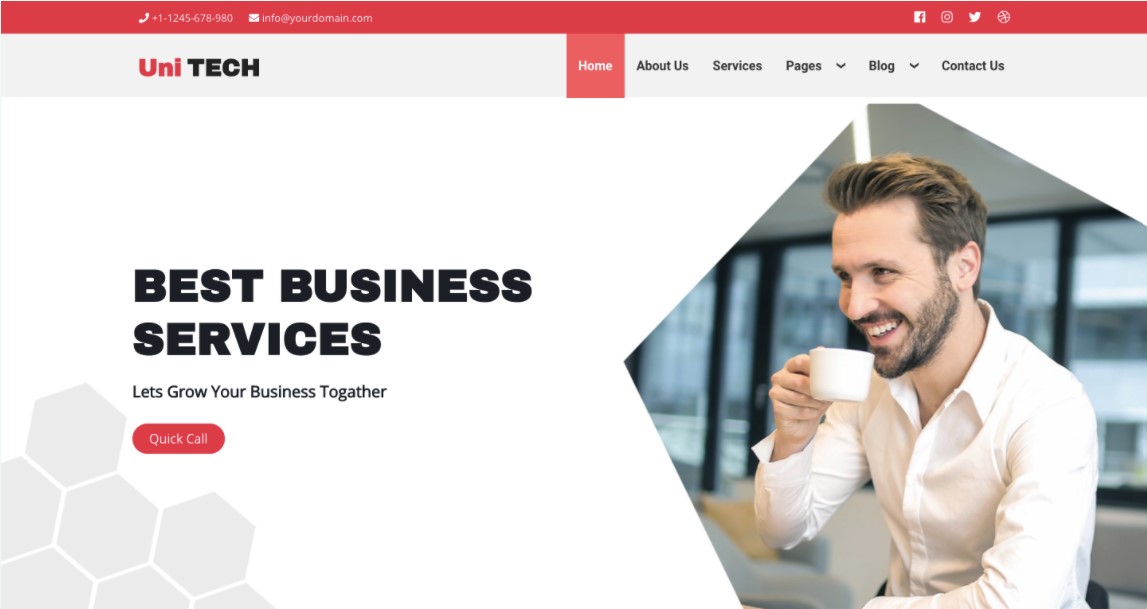 +1-1245-678-980 info@yourdomain.com
Uni TECH Home About Us Services Pages Blog Contact Us
BEST BUSINESS
SERVICES
Lets Grow Your Business Togather
Quick Call